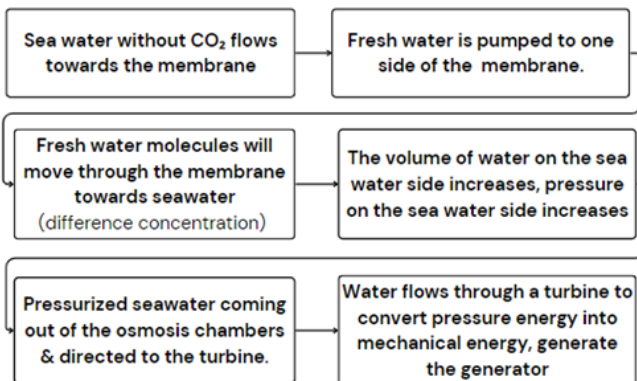 Sea water without CO₂ flows
towards the membrane
Fresh water is pumped to one
side of the membrane.
Fresh water molecules will
move through the membrane
towards seawater
(difference concentration)
The volume of water on the sea
water side increases, pressure
on the sea water side increases
Pressurized seawater coming
out of the osmosis chambers
& directed to the turbine.
Water flows through a turbine to
convert pressure energy into
mechanical energy, generate
the generator